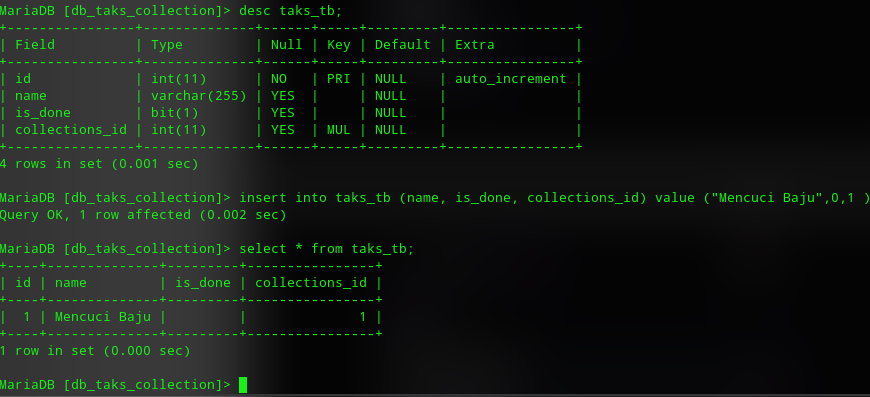 MariaDB [db_taks_collection]> desc taks_tb;
+----------------+--------------+------+-----+---------+----------------+
| Field          | Type         | Null | Key | Default | Extra          |
+----------------+--------------+------+-----+---------+----------------+
| id             | int(11)      | NO   | PRI | NULL    | auto_increment |
| name           | varchar(255) | YES  |     | NULL    |                |
| is_done        | bit(1)       | YES  |     | NULL    |                |
| collections_id | int(11)      | YES  | MUL | NULL    |                |
+----------------+--------------+------+-----+---------+----------------+
4 rows in set (0.001 sec)
MariaDB [db_taks_collection]> insert into taks_tb (name, is_done, collections_id) value ("Mencuci Baju",0,1 )
Query OK, 1 row affected (0.002 sec)
MariaDB [db_taks_collection]> select * from taks_tb;
+----+--------------+---------+----------------+
| id | name         | is_done | collections_id |
+----+--------------+---------+----------------+
|  1 | Mencuci Baju |         |              1 |
+----+--------------+---------+----------------+
1 row in set (0.000 sec)
MariaDB [db_taks_collection]>